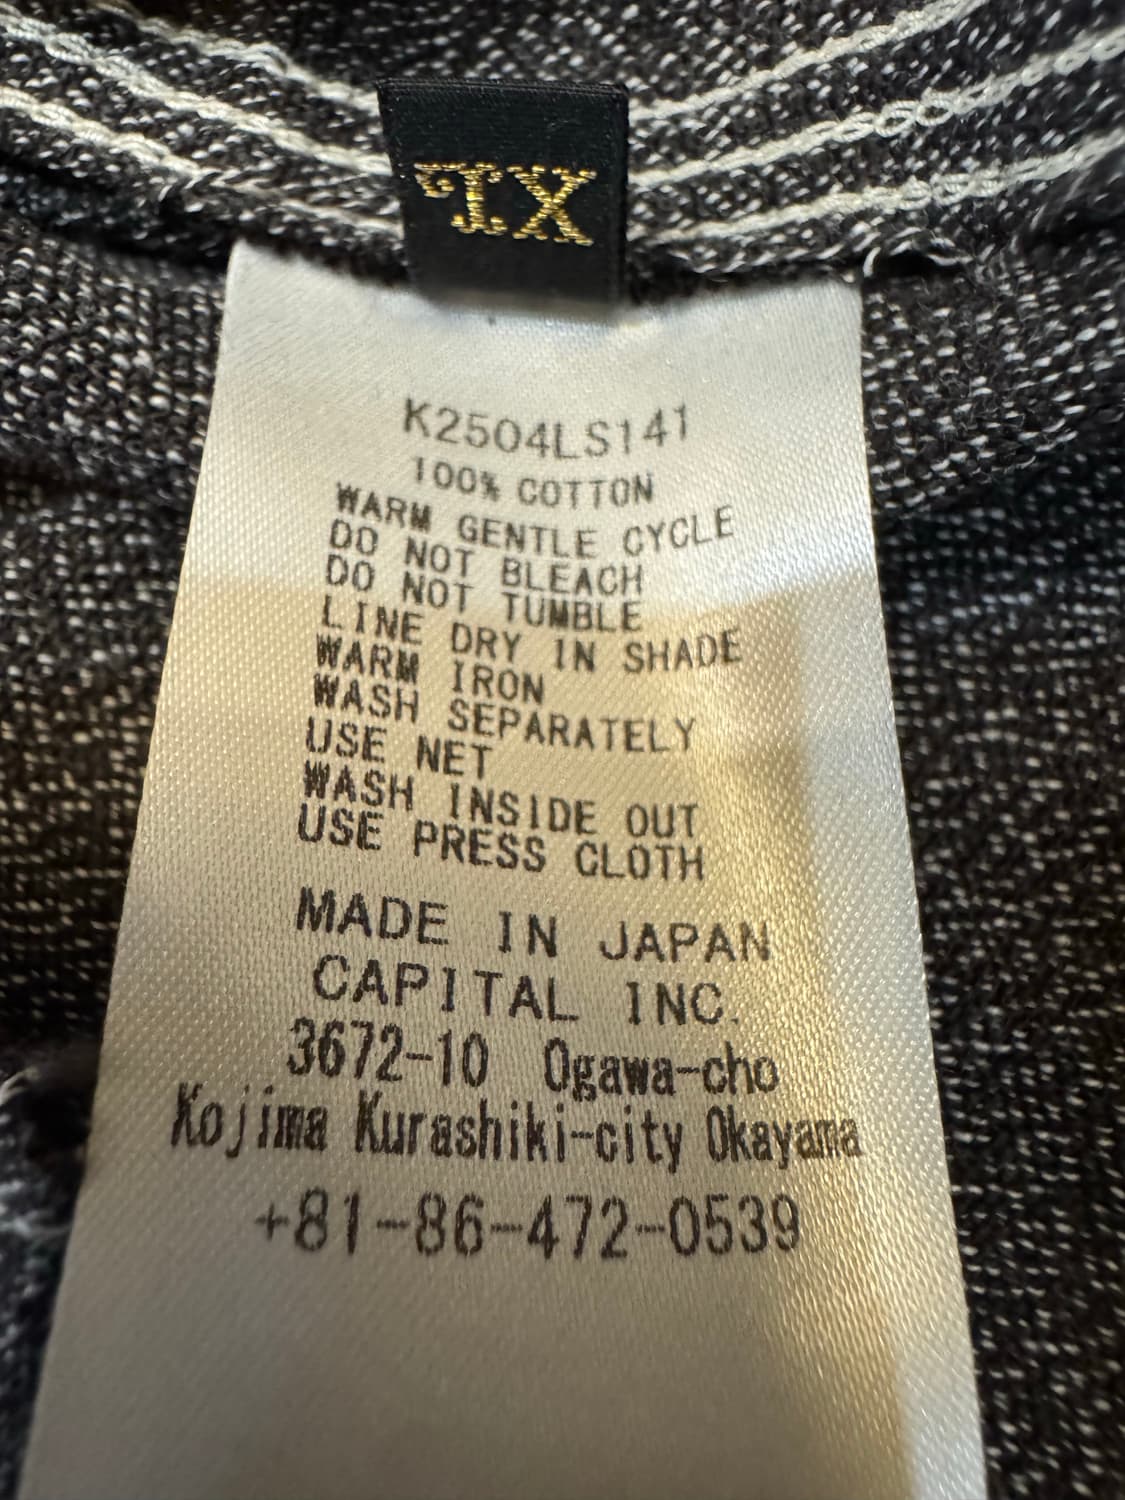 XL
K2504LS141
100% COTTON
WARM GENTLE CYCLE
DO NOT BLEACH
DO NOT TUMBLE
LINE DRY IN SHADE
WARM IRON
WASH SEPARATELY
USE NET
WASH INSIDE OUT
USE PRESS CLOTH
MADE IN JAPAN
CAPITAL INC.
3672-10 Ogawa-cho
Kojima Kurashiki-city Okayama
+81-86-472-0539